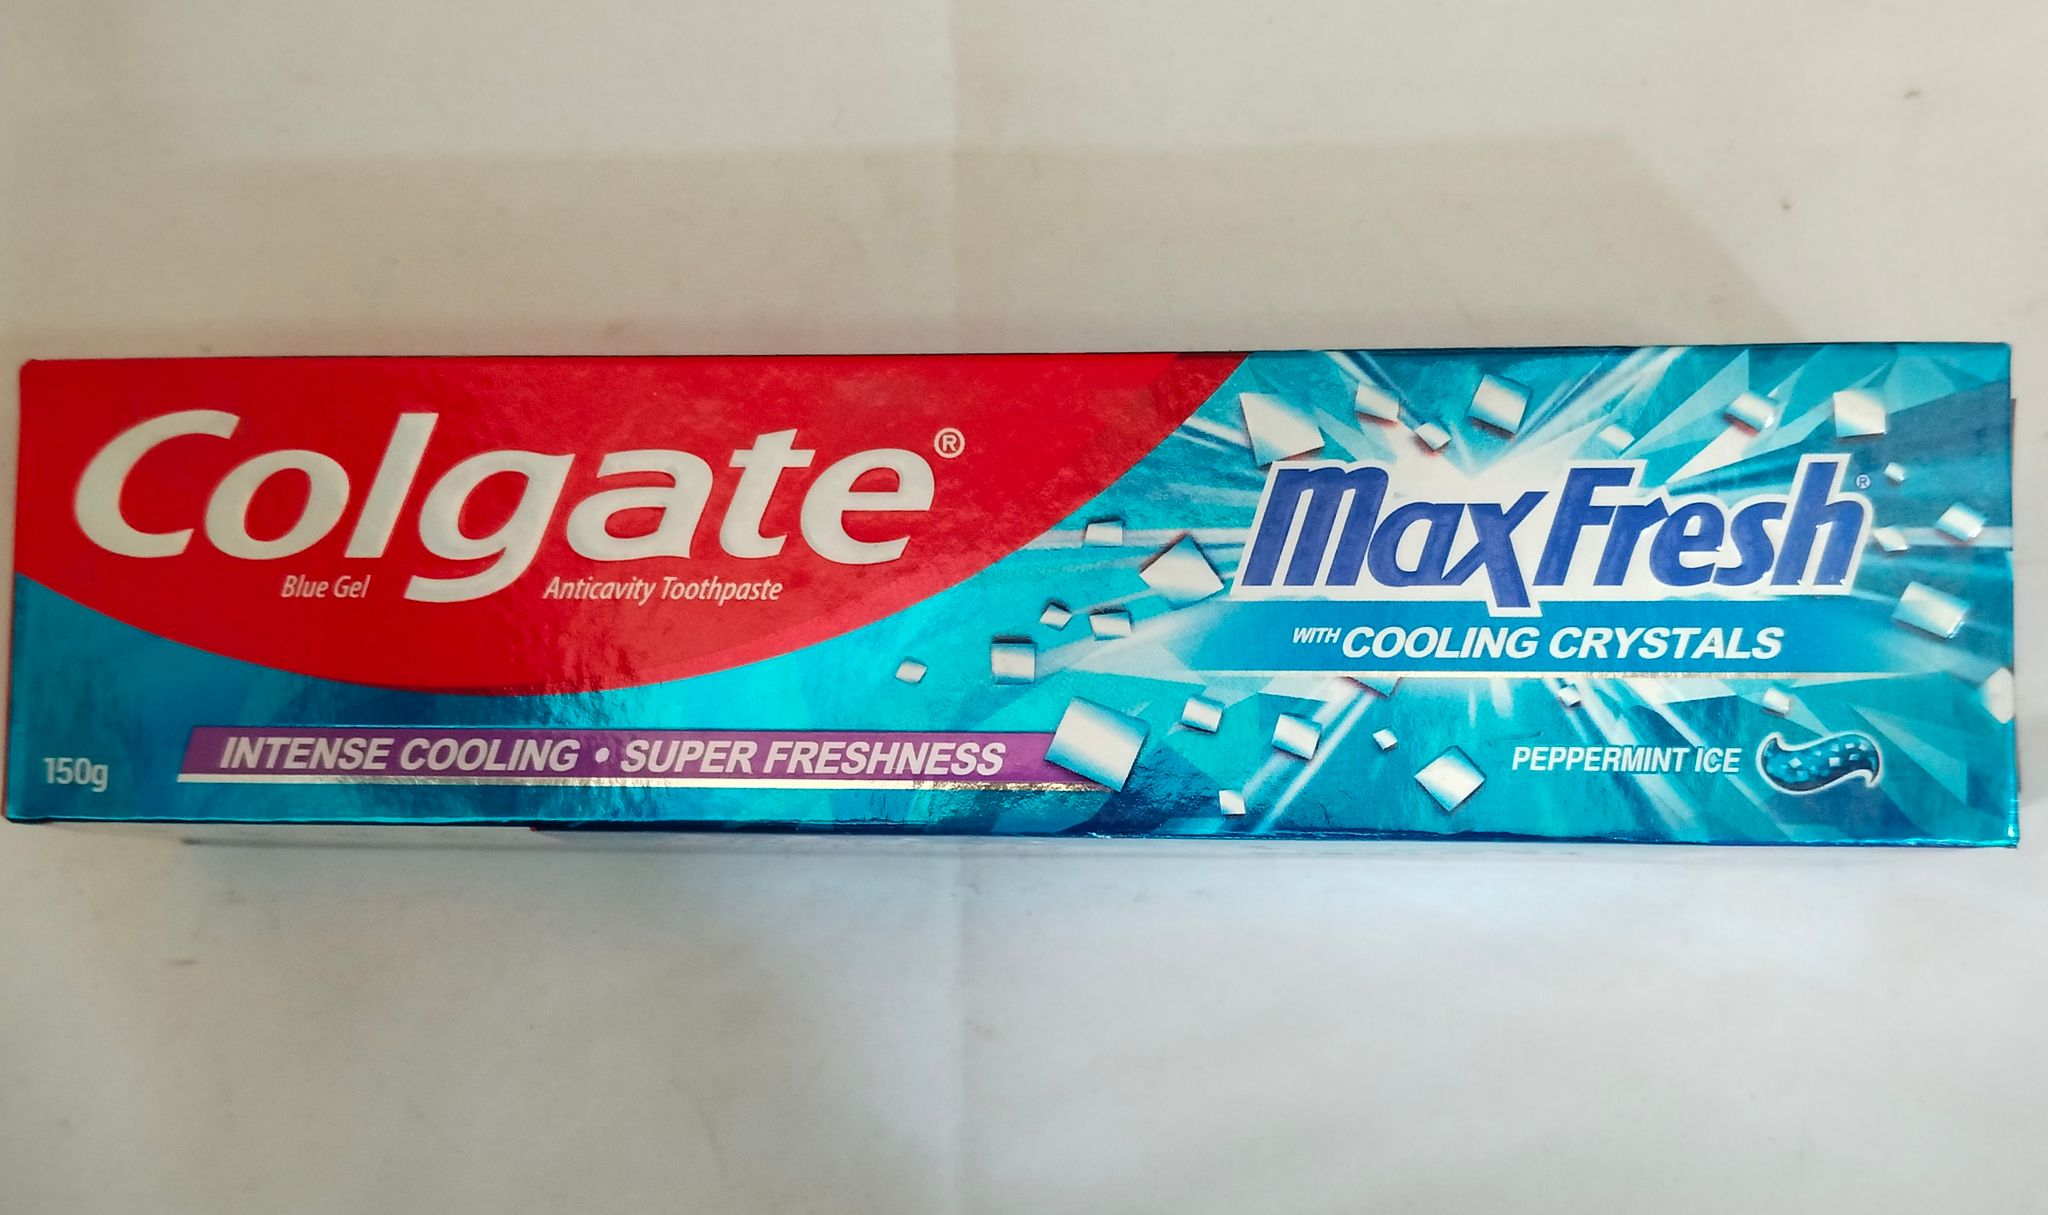 Colgate®
Blue Gel Anticavity Toothpaste
MaxFresh®
WITH COOLING CRYSTALS
INTENSE COOLING • SUPER FRESHNESS
PEPPERMINT ICE
150g